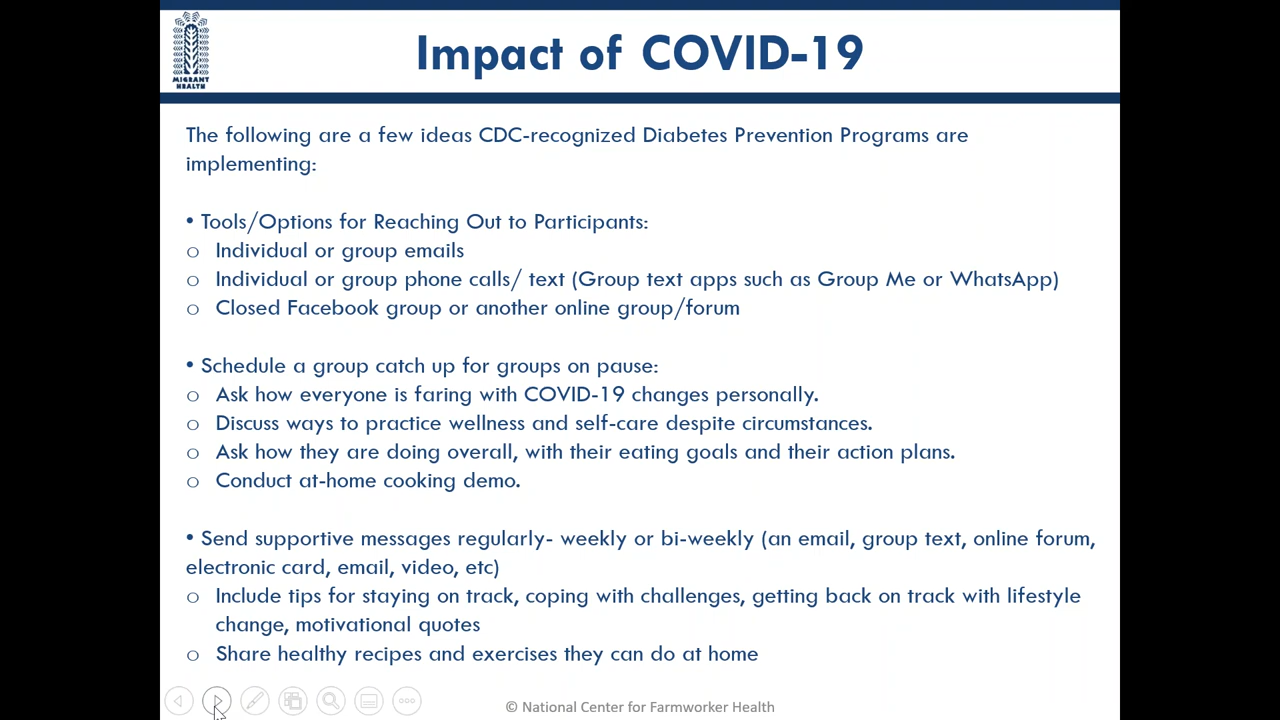 MIGRANT
HEALTH
Impact of COVID-19
The following are a few ideas CDC-recognized Diabetes Prevention Programs are
implementing:
• Tools/Options for Reaching Out to Participants:
o Individual or group emails
o Individual or group phone calls/ text (Group text apps such as Group Me or WhatsApp)
o Closed Facebook group or another online group/forum
• Schedule a group catch up for groups on pause:
o Ask how everyone is faring with COVID-19 changes personally.
o Discuss ways to practice wellness and self-care despite circumstances.
o Ask how they are doing overall, with their eating goals and their action plans.
o Conduct at-home cooking demo.
• Send supportive messages regularly- weekly or bi-weekly (an email, group text, online forum,
electronic card, email, video, etc)
o Include tips for staying on track, coping with challenges, getting back on track with lifestyle
change, motivational quotes
o Share healthy recipes and exercises they can do at home
© National Center for Farmworker Health